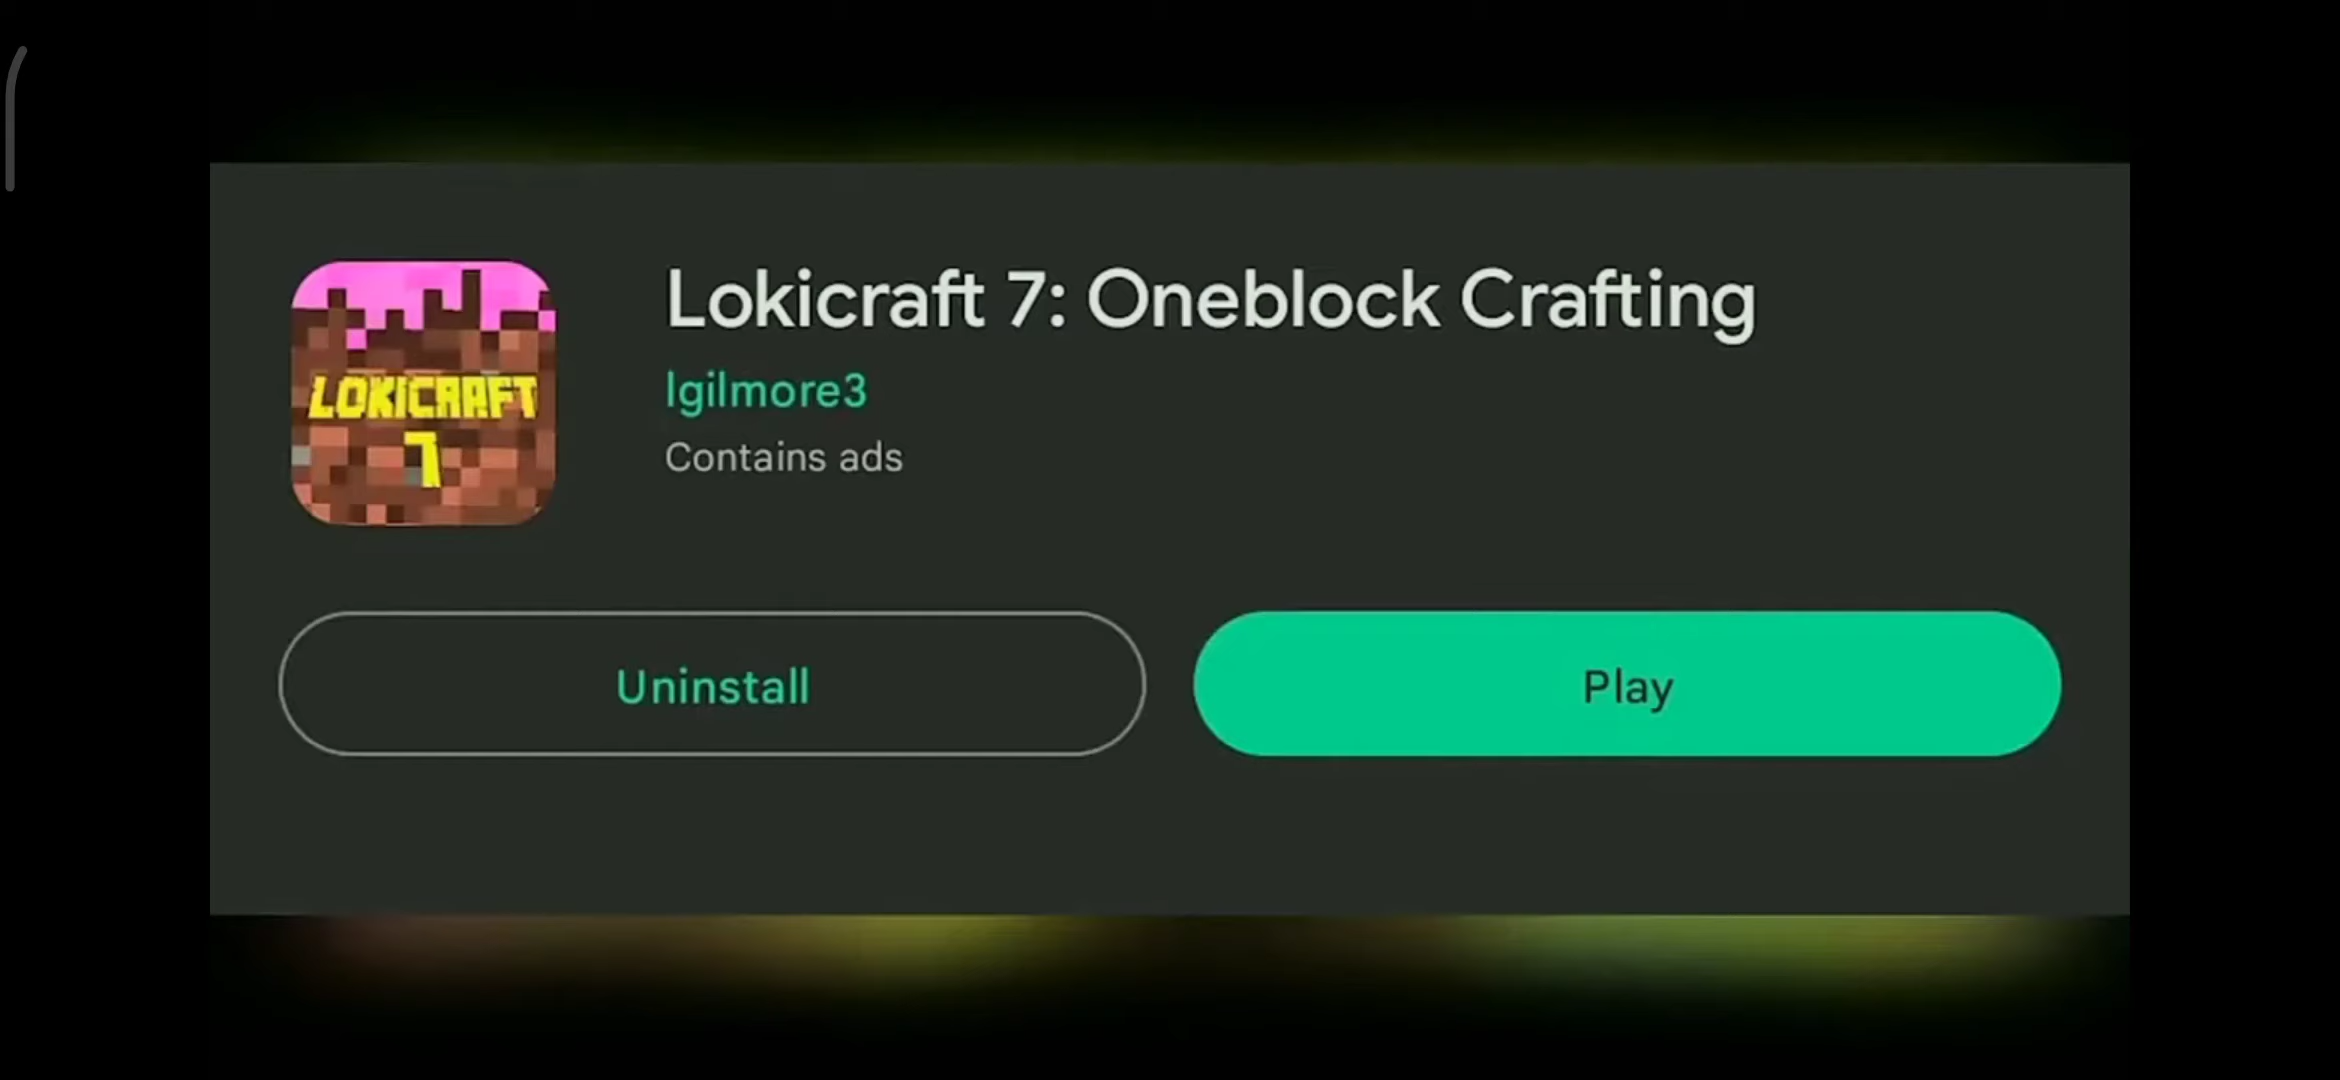 Lokicraft 7: Oneblock Crafting
lgilmore3
Contains ads
LOKICRAFT
7
Uninstall
Play